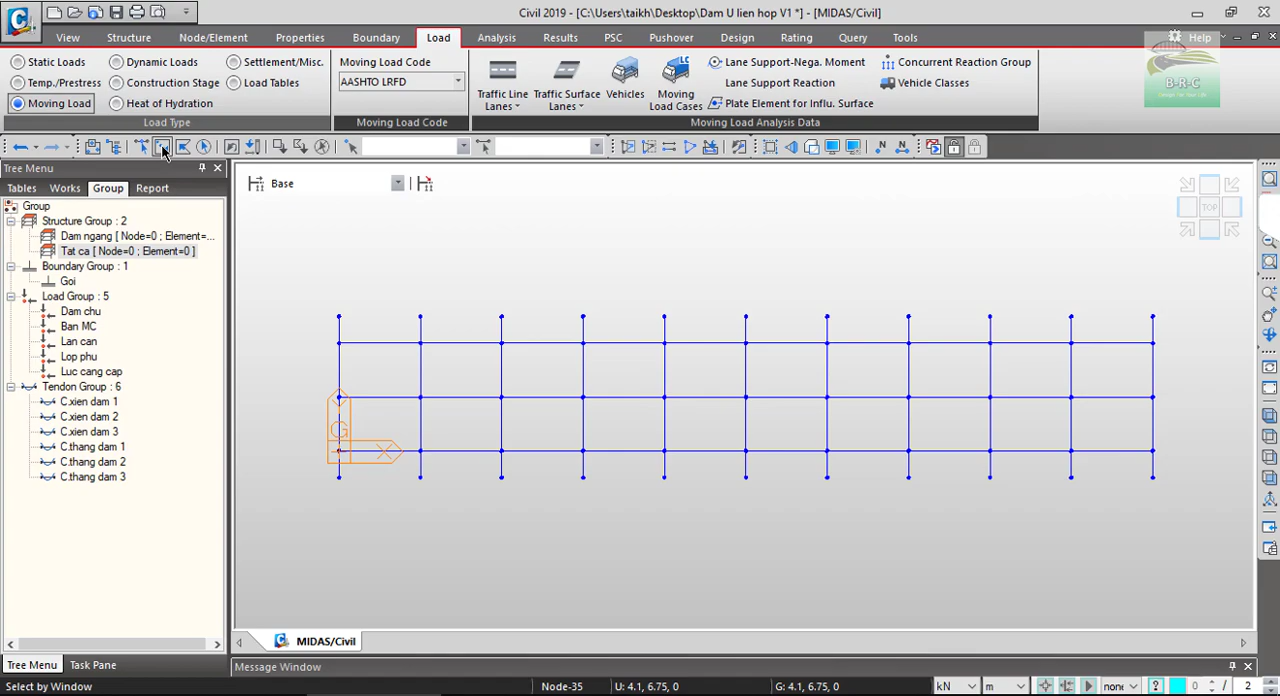 Civil 2019 - [C:\Users\taikh\Desktop\Dam U lien hop V1 *] - [MIDAS/Civil]
View Structure Node/Element Properties Boundary Load Analysis Results PSC Pushover Design Rating Query Tools Help
Static Loads Dynamic Loads Settlement/Misc. Moving Load Code Lane Support-Nega. Moment Concurrent Reaction Group
Temp./Prestress Construction Stage Load Tables AASHTO LRFD Lane Support Reaction Vehicle Classes
Moving Load Heat of Hydration Traffic Line Lanes Traffic Surface Lanes Vehicles Moving Load Cases Plate Element for Influ. Surface
Load Type Moving Load Code Moving Load Analysis Data
B-R-C
Tree Menu
Tables Works Group Report
Base
TOP
Group
Structure Group : 2
Dam ngang [ Node=0 ; Element=...
Tat ca [ Node=0 ; Element=0 ]
Boundary Group : 1
Goi
Load Group : 5
Dam chu
Ban MC
Lan can
Lop phu
Luc cang cap
Tendon Group : 6
C.xien dam 1
C.xien dam 2
C.xien dam 3
C.thang dam 1
C.thang dam 2
C.thang dam 3
G
X
MIDAS/Civil
Tree Menu Task Pane
Message Window
Select by Window Node-35 U: 4.1, 6.75, 0 G: 4.1, 6.75, 0 kN m none 0 / 2